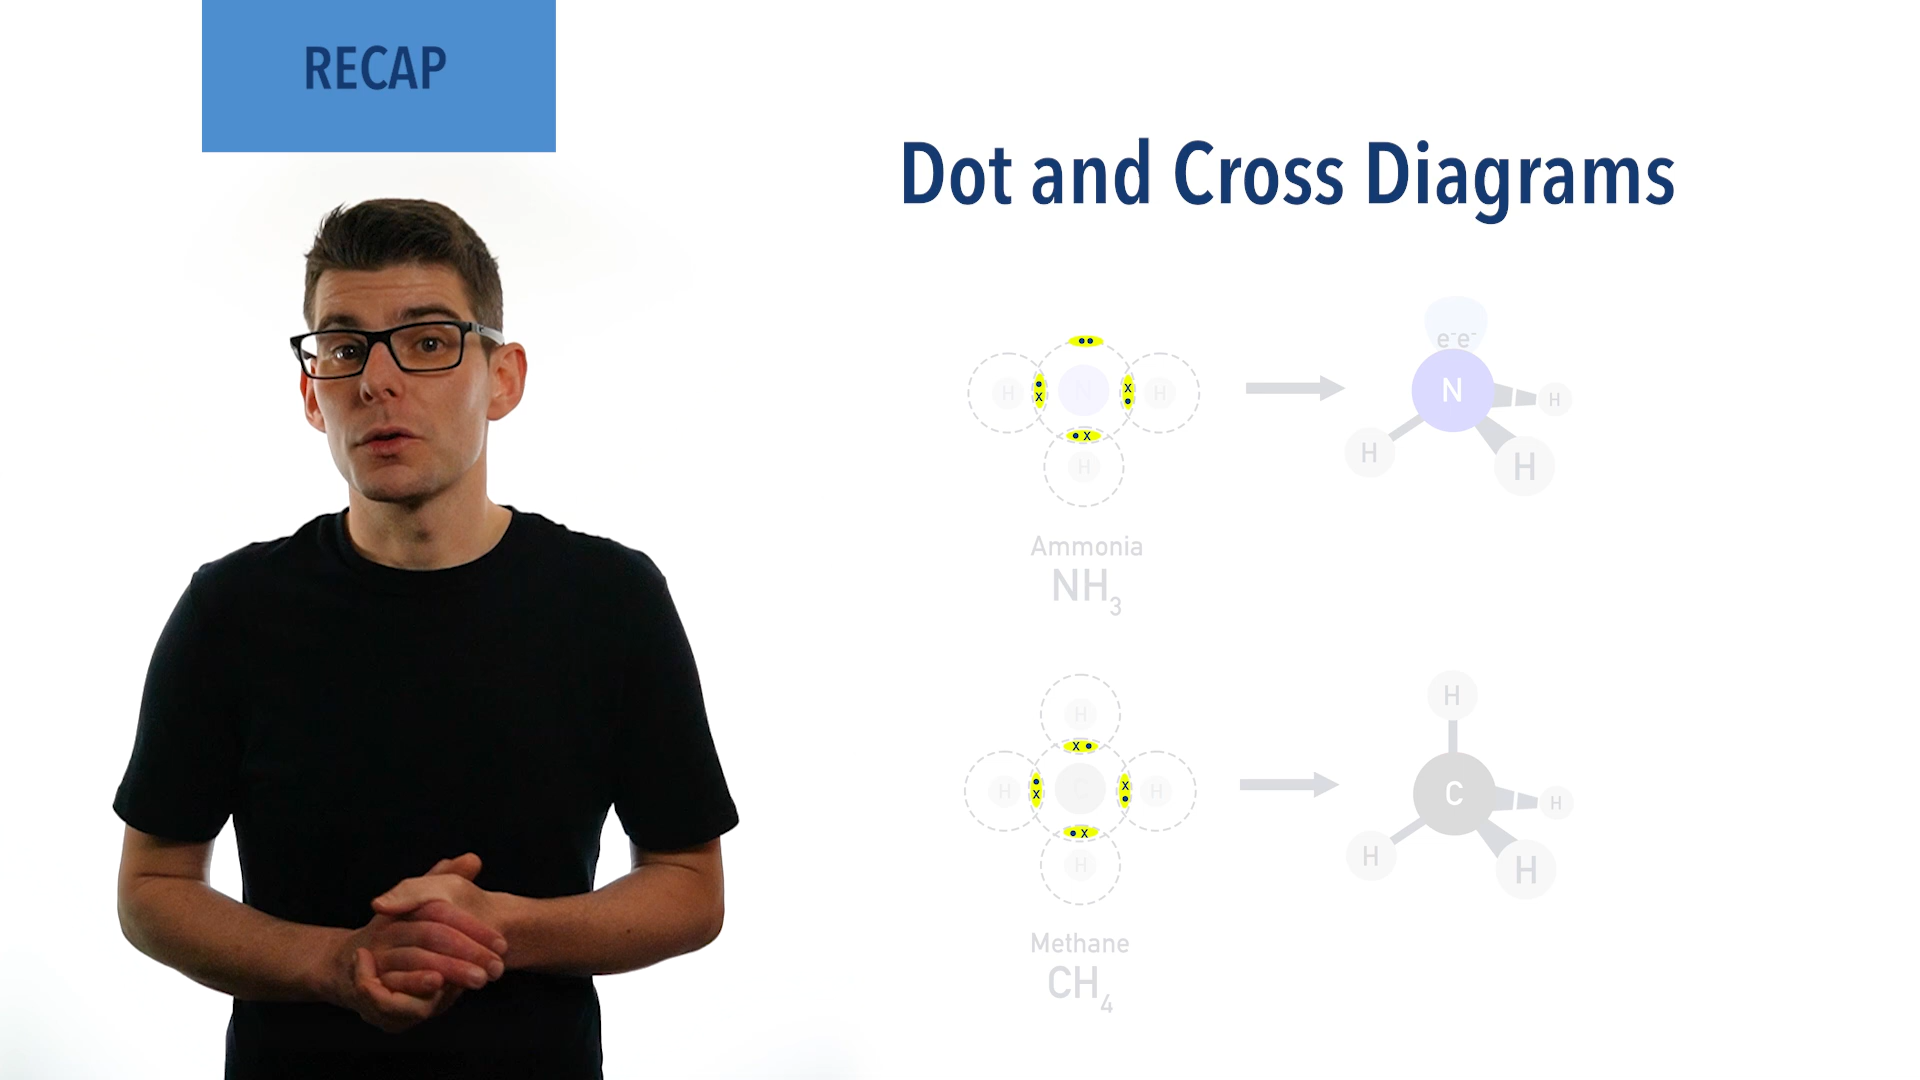 RECAP
Dot and Cross Diagrams
H
N
H
H
x
x
x
Ammonia
NH₃
e⁻e⁻
N
H
H
H
H
H
C
H
H
x
x
x
x
Methane
CH₄
H
C
H
H
H